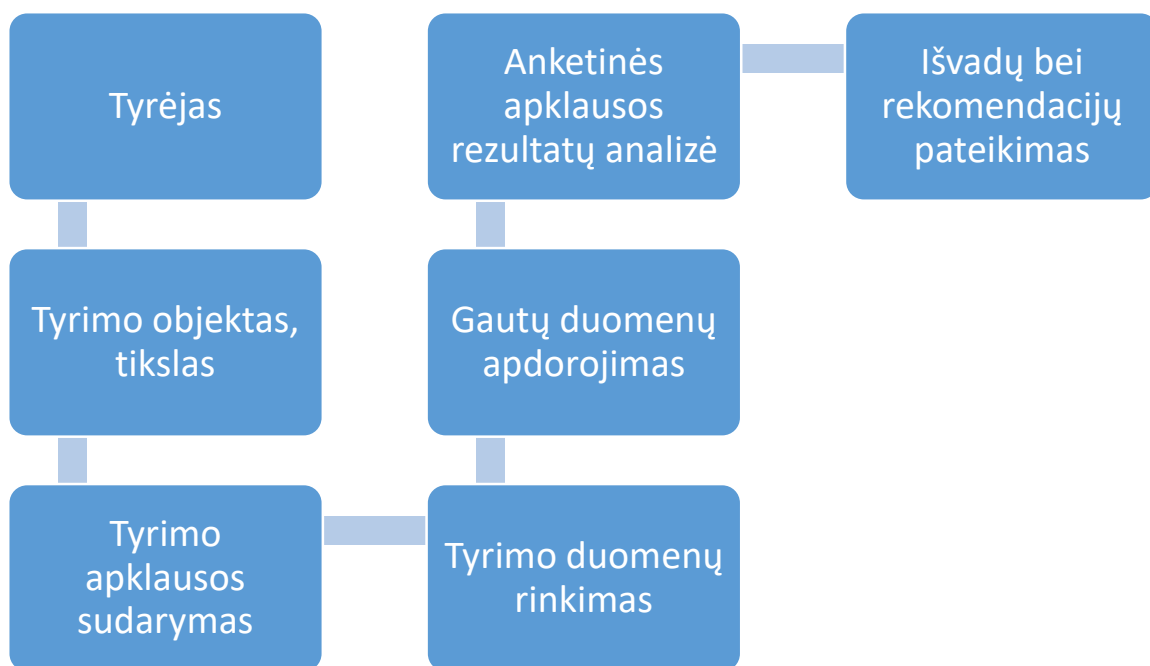 Tyrėjas
Tyrimo objektas,
tikslas
Tyrimo
apklausos
sudarymas
Tyrimo duomenų
rinkimas
Gautų duomenų
apdorojimas
Anketinės
apklausos
rezultatų analizė
Išvadų bei
rekomendacijų
pateikimas